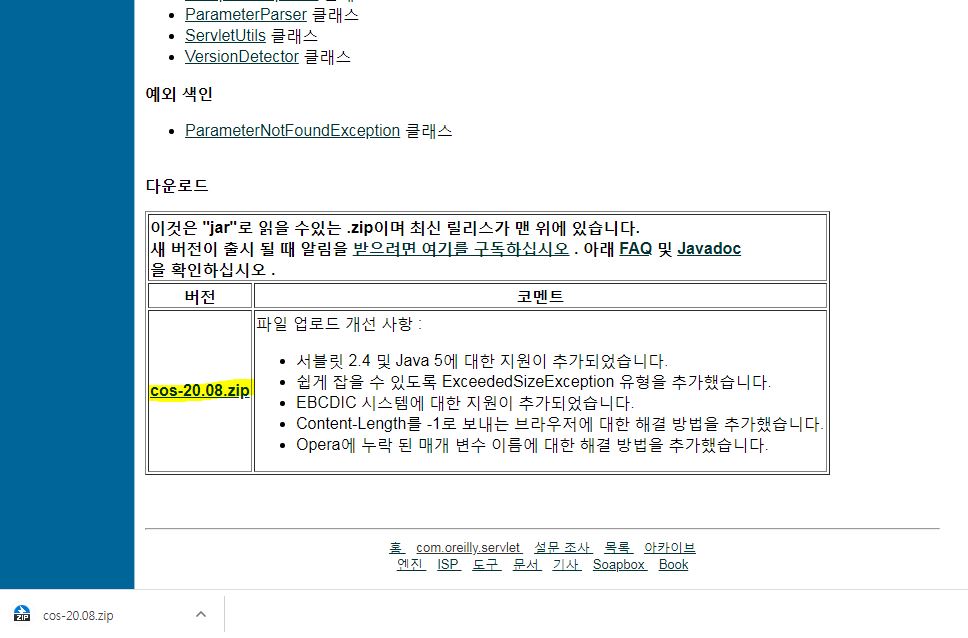 ParameterParser 클래스
ServletUtils 클래스
VersionDetector 클래스
예외 색인
ParameterNotFoundException 클래스
다운로드
이것은 "jar"로 읽을 수있는 .zip이며 최신 릴리스가 맨 위에 있습니다.
새 버전이 출시 될 때 알림을 받으려면 여기를 구독하십시오 . 아래 FAQ 및 Javadoc
을 확인하십시오 .
버전 코멘트
파일 업로드 개선 사항 :
서블릿 2.4 및 Java 5에 대한 지원이 추가되었습니다.
쉽게 잡을 수 있도록 ExceededSizeException 유형을 추가했습니다.
cos-20.08.zip
EBCDIC 시스템에 대한 지원이 추가되었습니다.
Content-Length를 -1로 보내는 브라우저에 대한 해결 방법을 추가했습니다.
Opera에 누락 된 매개 변수 이름에 대한 해결 방법을 추가했습니다.
홈 com.oreilly.servlet 설문 조사 목록 아카이브
엔진 ISP 도구 문서 기사 Soapbox Book
ZIP cos-20.08.zip